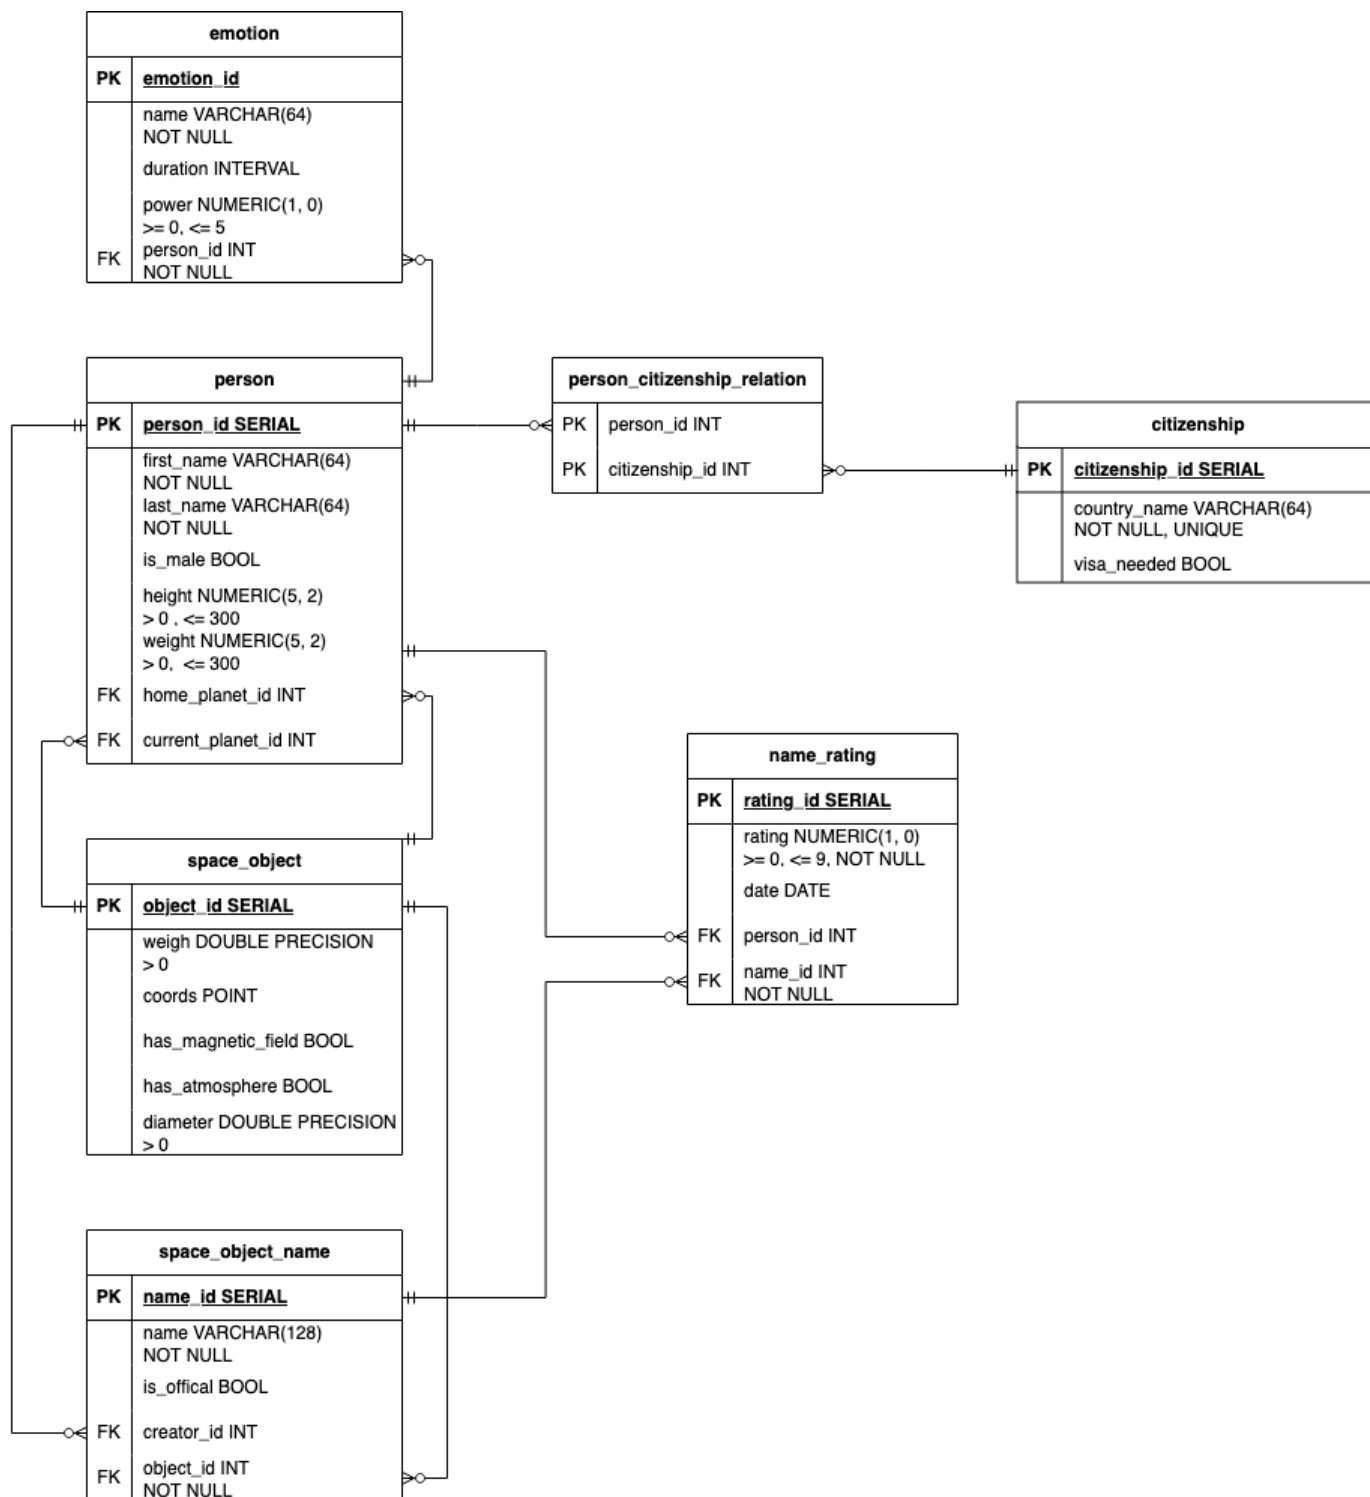 emotion
PK emotion_id
name VARCHAR(64)
NOT NULL
duration INTERVAL
power NUMERIC(1, 0)
>= 0, <= 5
FK person_id INT
NOT NULL
person
PK person_id SERIAL
first_name VARCHAR(64)
NOT NULL
last_name VARCHAR(64)
NOT NULL
is_male BOOL
height NUMERIC(5, 2)
> 0 , <= 300
weight NUMERIC(5, 2)
> 0, <= 300
FK home_planet_id INT
FK current_planet_id INT
person_citizenship_relation
PK person_id INT
PK citizenship_id INT
citizenship
PK citizenship_id SERIAL
country_name VARCHAR(64)
NOT NULL, UNIQUE
visa_needed BOOL
name_rating
PK rating_id SERIAL
rating NUMERIC(1, 0)
>= 0, <= 9, NOT NULL
date DATE
FK person_id INT
FK name_id INT
NOT NULL
space_object
PK object_id SERIAL
weigh DOUBLE PRECISION
> 0
coords POINT
has_magnetic_field BOOL
has_atmosphere BOOL
diameter DOUBLE PRECISION
> 0
space_object_name
PK name_id SERIAL
name VARCHAR(128)
NOT NULL
is_offical BOOL
FK creator_id INT
FK object_id INT
NOT NULL